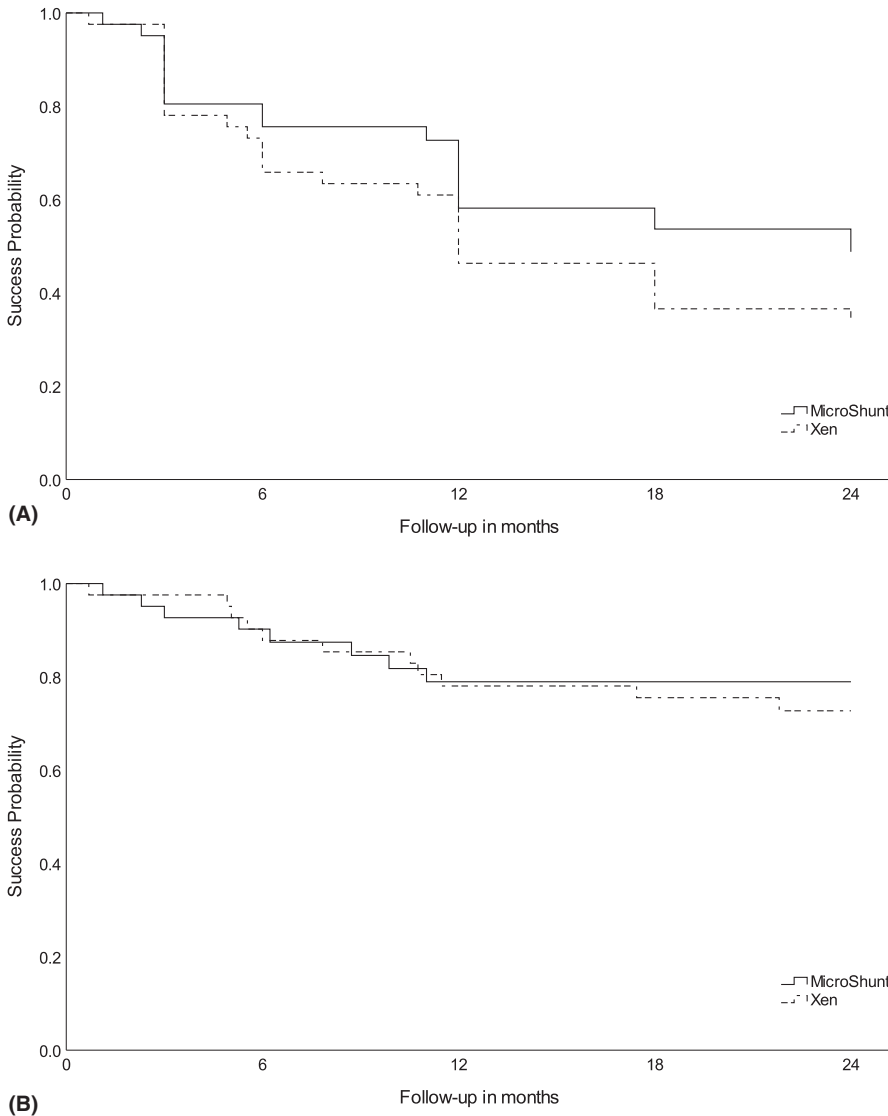 1.0
0.8
0.6
0.4
0.2
0.0
Success Probability
MicroShunt
Xen
0 6 12 18 24
Follow-up in months
(A)
1.0
0.8
0.6
0.4
0.2
0.0
Success Probability
MicroShunt
Xen
0 6 12 18 24
Follow-up in months
(B)